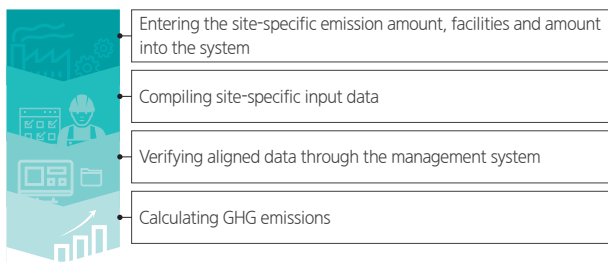 Entering the site-specific emission amount, facilities and amount
into the system
Compiling site-specific input data
Verifying aligned data through the management system
Calculating GHG emissions